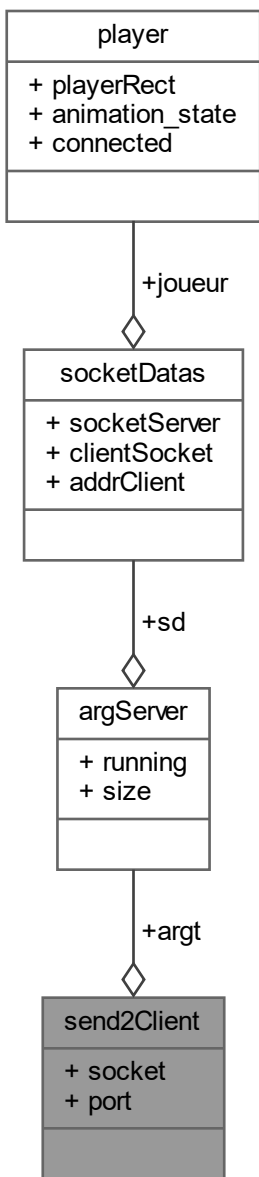 player
+ playerRect
+ animation_state
+ connected
+joueur
socketDatas
+ socketServer
+ clientSocket
+ addrClient
+sd
argServer
+ running
+ size
+argt
send2Client
+ socket
+ port